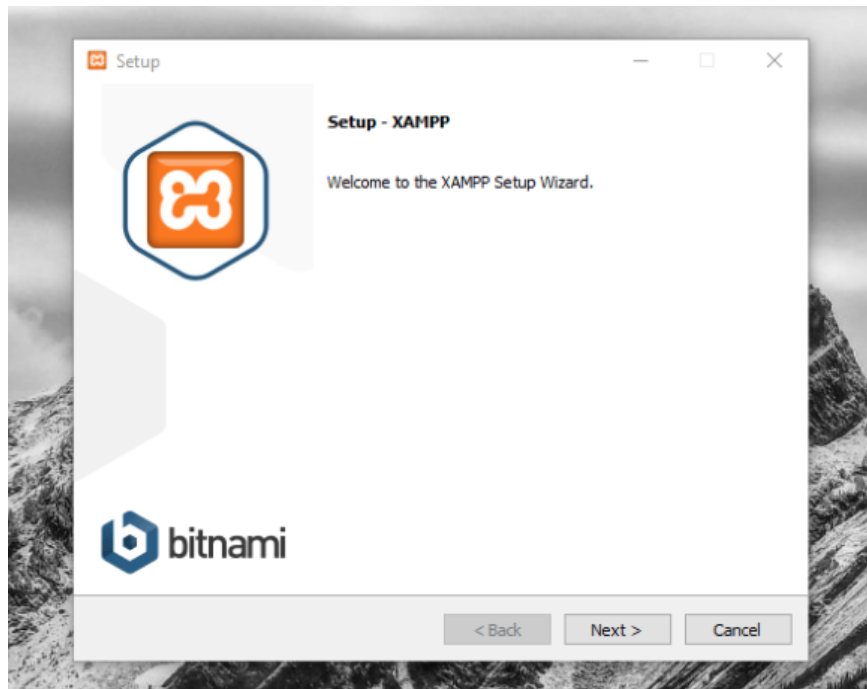 Setup
Setup - XAMPP
Welcome to the XAMPP Setup Wizard.
bitnami
< Back
Next >
Cancel